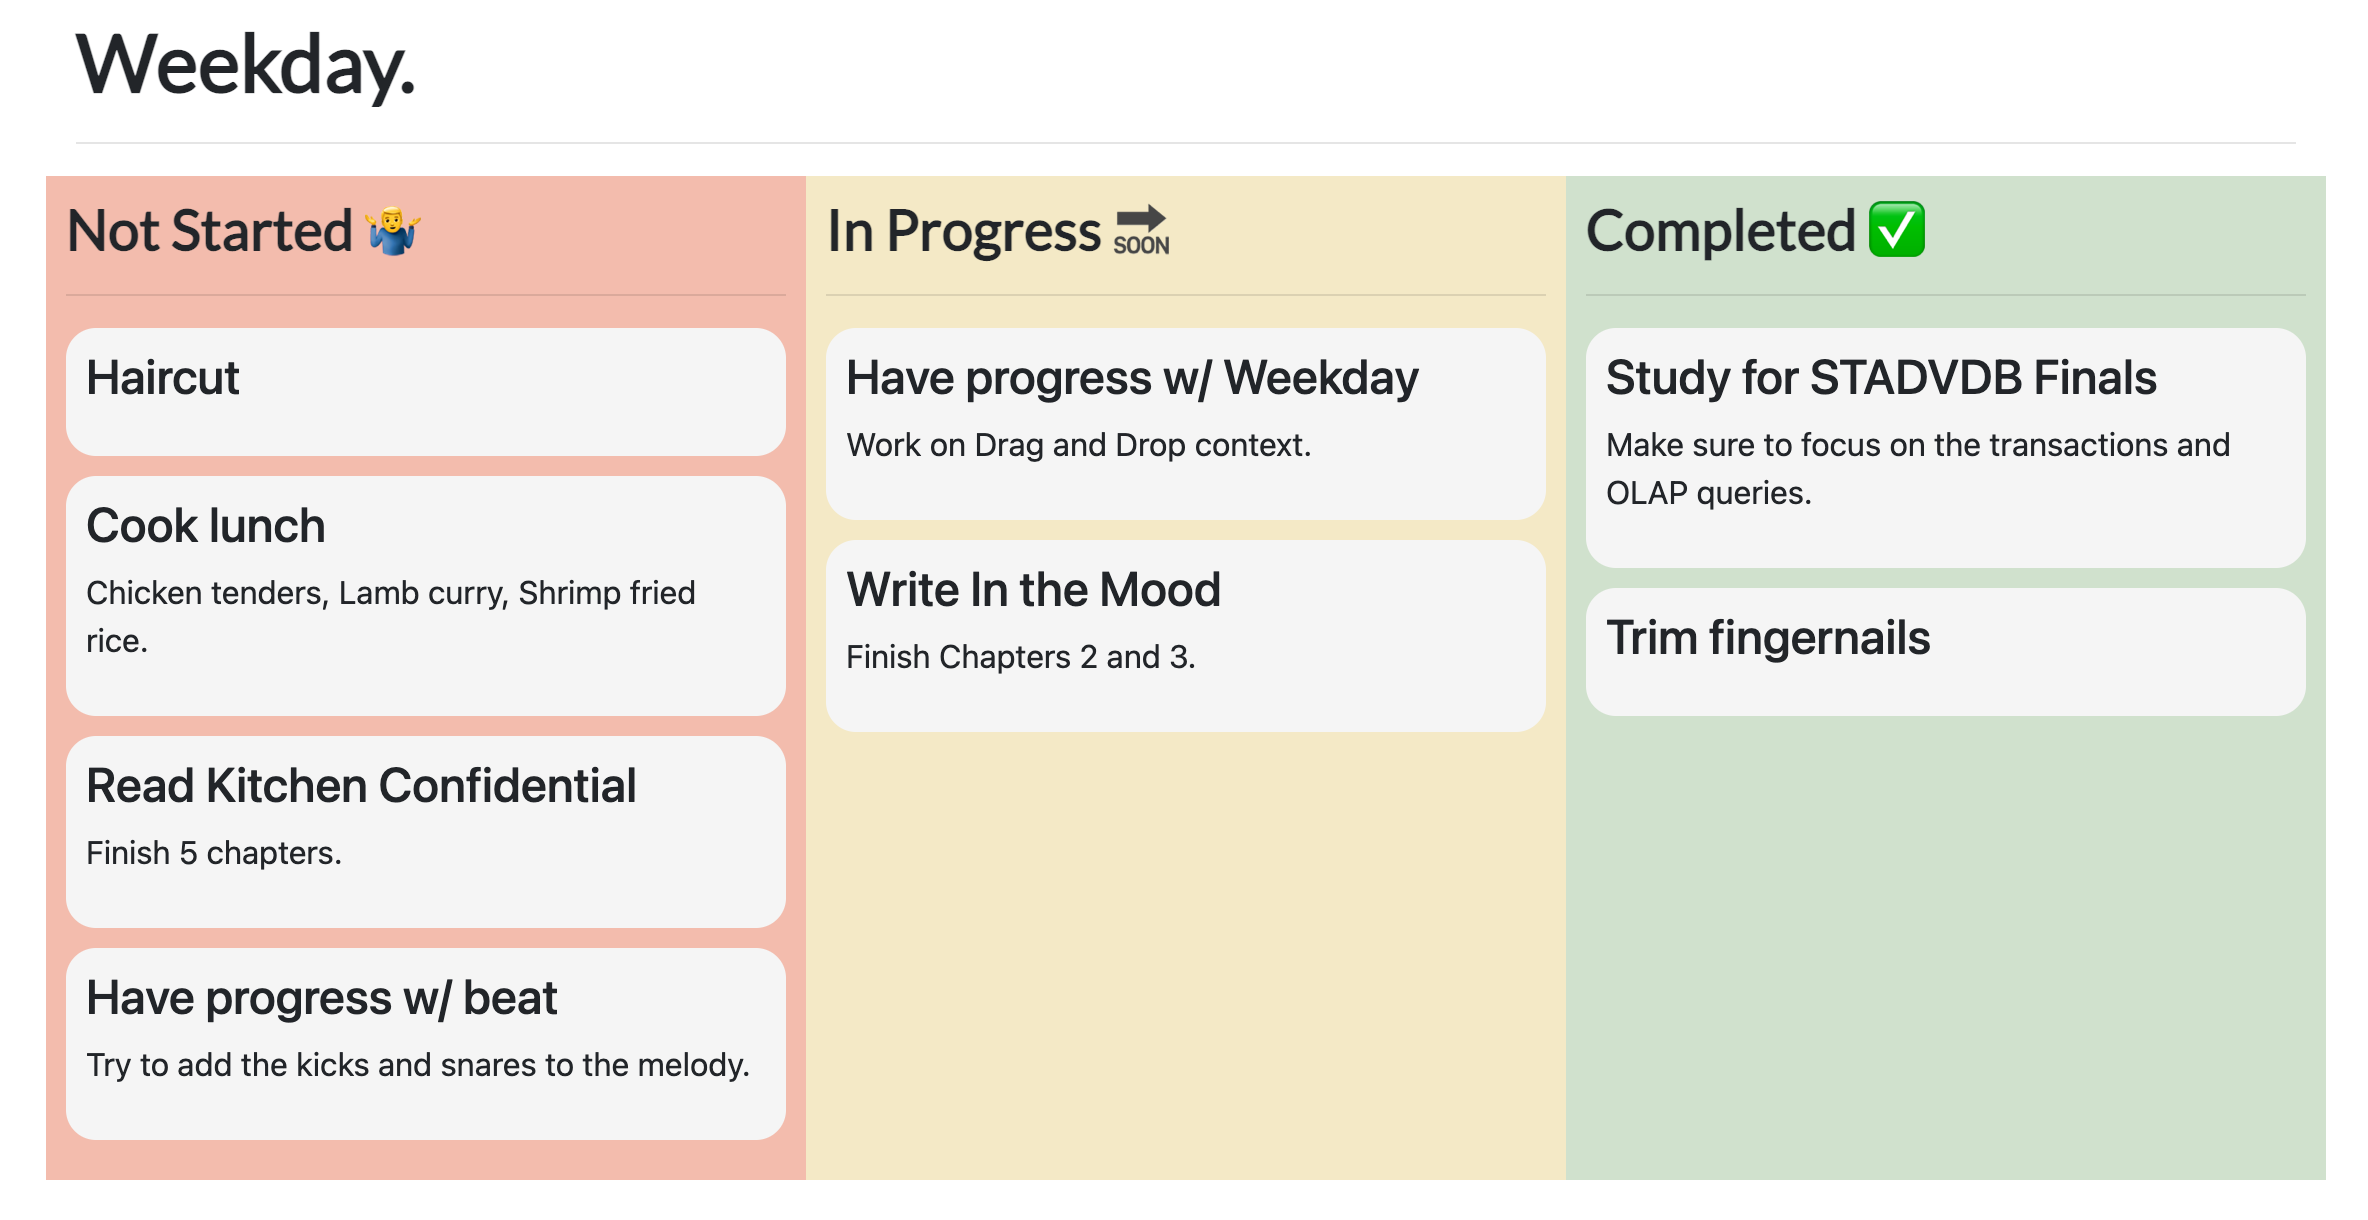 Weekday.
Not Started 🤷‍♂️
Haircut
Cook lunch
Chicken tenders, Lamb curry, Shrimp fried
rice.
Read Kitchen Confidential
Finish 5 chapters.
Have progress w/ beat
Try to add the kicks and snares to the melody.
In Progress 🔜
Have progress w/ Weekday
Work on Drag and Drop context.
Write In the Mood
Finish Chapters 2 and 3.
Completed ✅
Study for STADVDB Finals
Make sure to focus on the transactions and
OLAP queries.
Trim fingernails